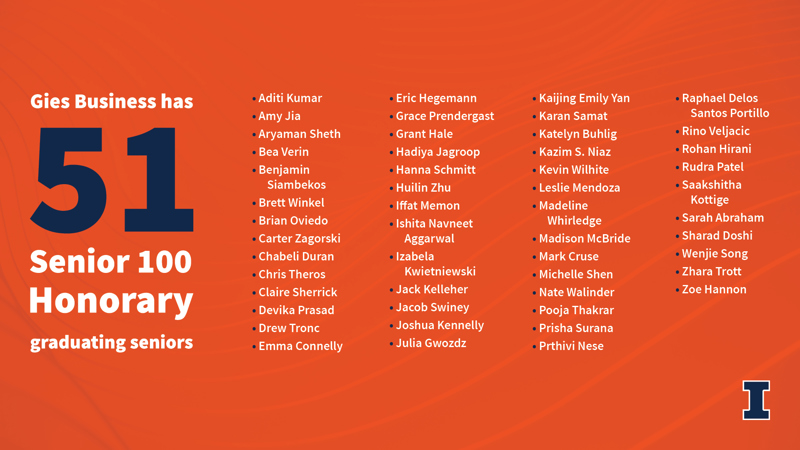 Gies Business has
51
Senior 100
Honorary
graduating seniors
• Aditi Kumar
• Amy Jia
• Aryaman Sheth
• Bea Verin
• Benjamin
Siambekos
• Brett Winkel
• Brian Oviedo
• Carter Zagorski
• Chabeli Duran
• Chris Theros
• Claire Sherrick
• Devika Prasad
• Drew Tronc
• Emma Connelly
• Eric Hegemann
• Grace Prendergast
• Grant Hale
• Hadiya Jagroop
• Hanna Schmitt
• Huilin Zhu
• Iffat Memon
• Ishita Navneet
Aggarwal
• Izabela
Kwietniewski
• Jack Kelleher
• Jacob Swiney
• Joshua Kennelly
• Julia Gwozdz
• Kaijing Emily Yan
• Karan Samat
• Katelyn Buhlig
• Kazim S. Niaz
• Kevin Wilhite
• Leslie Mendoza
• Madeline
Whirledge
• Madison McBride
• Mark Cruse
• Michelle Shen
• Nate Walinder
• Pooja Thakrar
• Prisha Surana
• Prthivi Nese
• Raphael Delos
Santos Portillo
• Rino Veljacic
• Rohan Hirani
• Rudra Patel
• Saakshitha
Kottige
• Sarah Abraham
• Sharad Doshi
• Wenjie Song
• Zhara Trott
• Zoe Hannon
I